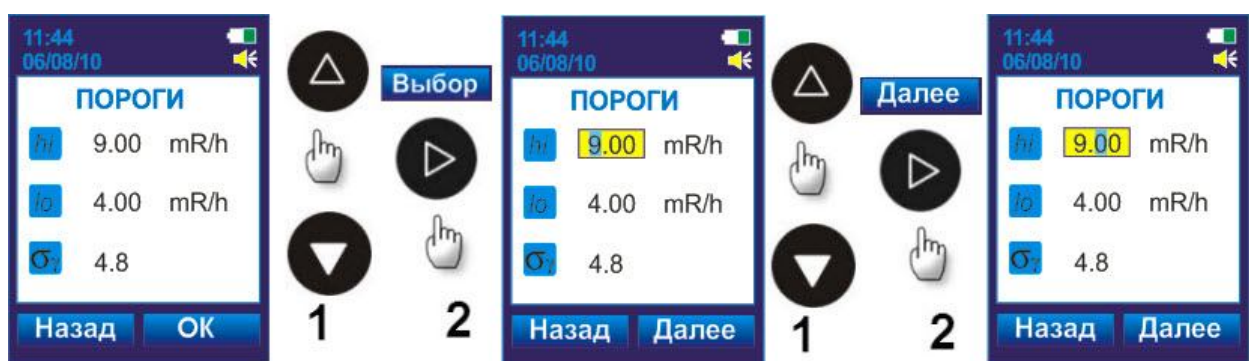 11:44
06/08/10
ПОРОГИ
hi 9.00 mR/h
lo 4.00 mR/h
σγ 4.8
Назад OK
Выбор
1 2
11:44
06/08/10
ПОРОГИ
hi 9.00 mR/h
lo 4.00 mR/h
σγ 4.8
Назад Далее
Далее
1 2
11:44
06/08/10
ПОРОГИ
hi 9.00 mR/h
lo 4.00 mR/h
σγ 4.8
Назад Далее